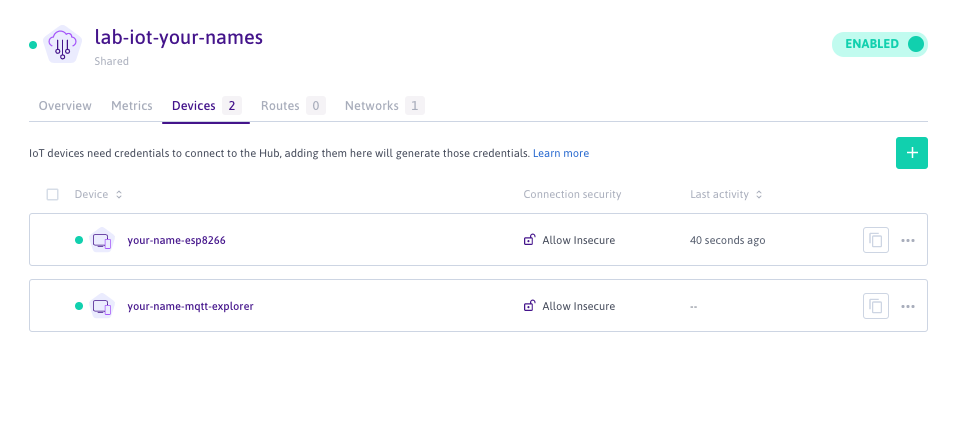 lab-iot-your-names
Shared
ENABLED
Overview Metrics Devices 2 Routes 0 Networks 1
IoT devices need credentials to connect to the Hub, adding them here will generate those credentials. Learn more
+
Device Connection security Last activity
your-name-esp8266 Allow Insecure 40 seconds ago
your-name-mqtt-explorer Allow Insecure --